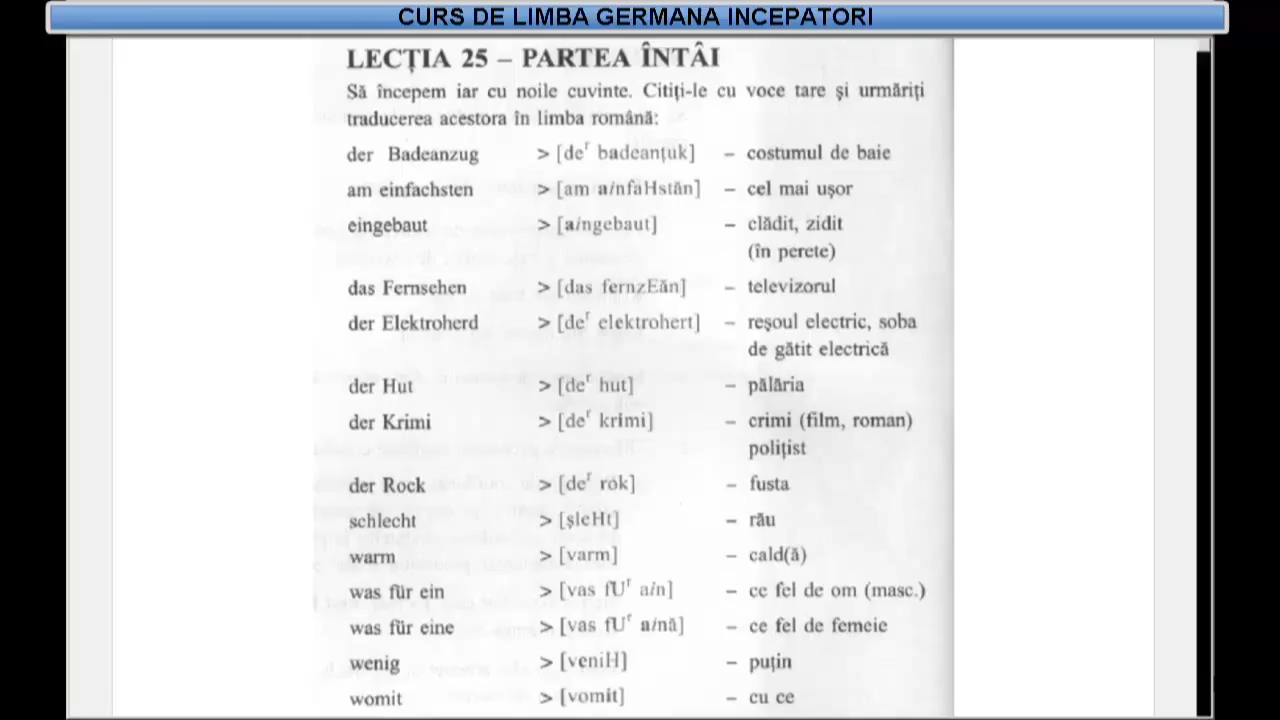 CURS DE LIMBA GERMANA INCEPATORI
LECȚIA 25 – PARTEA ÎNTÂI
Să începem iar cu noile cuvinte. Citiți-le cu voce tare și urmăriți
traducerea acestora în limba română:
der Badeanzug > [deʳ badeanțuk] – costumul de baie
am einfachsten > [am ainfaHstăn] – cel mai ușor
eingebaut > [aingebaut] – clădit, zidit
(în perete)
das Fernsehen > [das fernzEăn] – televizorul
der Elektroherd > [deʳ elektrohert] – reșoul electric, soba
de gătit electrică
der Hut > [deʳ hut] – pălăria
der Krimi > [deʳ krimi] – crimi (film, roman)
polițist
der Rock > [deʳ rok] – fusta
schlecht > [șleHt] – rău
warm > [varm] – cald(ă)
was für ein > [vas fUʳ ain] – ce fel de om (masc.)
was für eine > [vas fUʳ aină] – ce fel de femeie
wenig > [veniH] – puțin
womit > [vomit] – cu ce